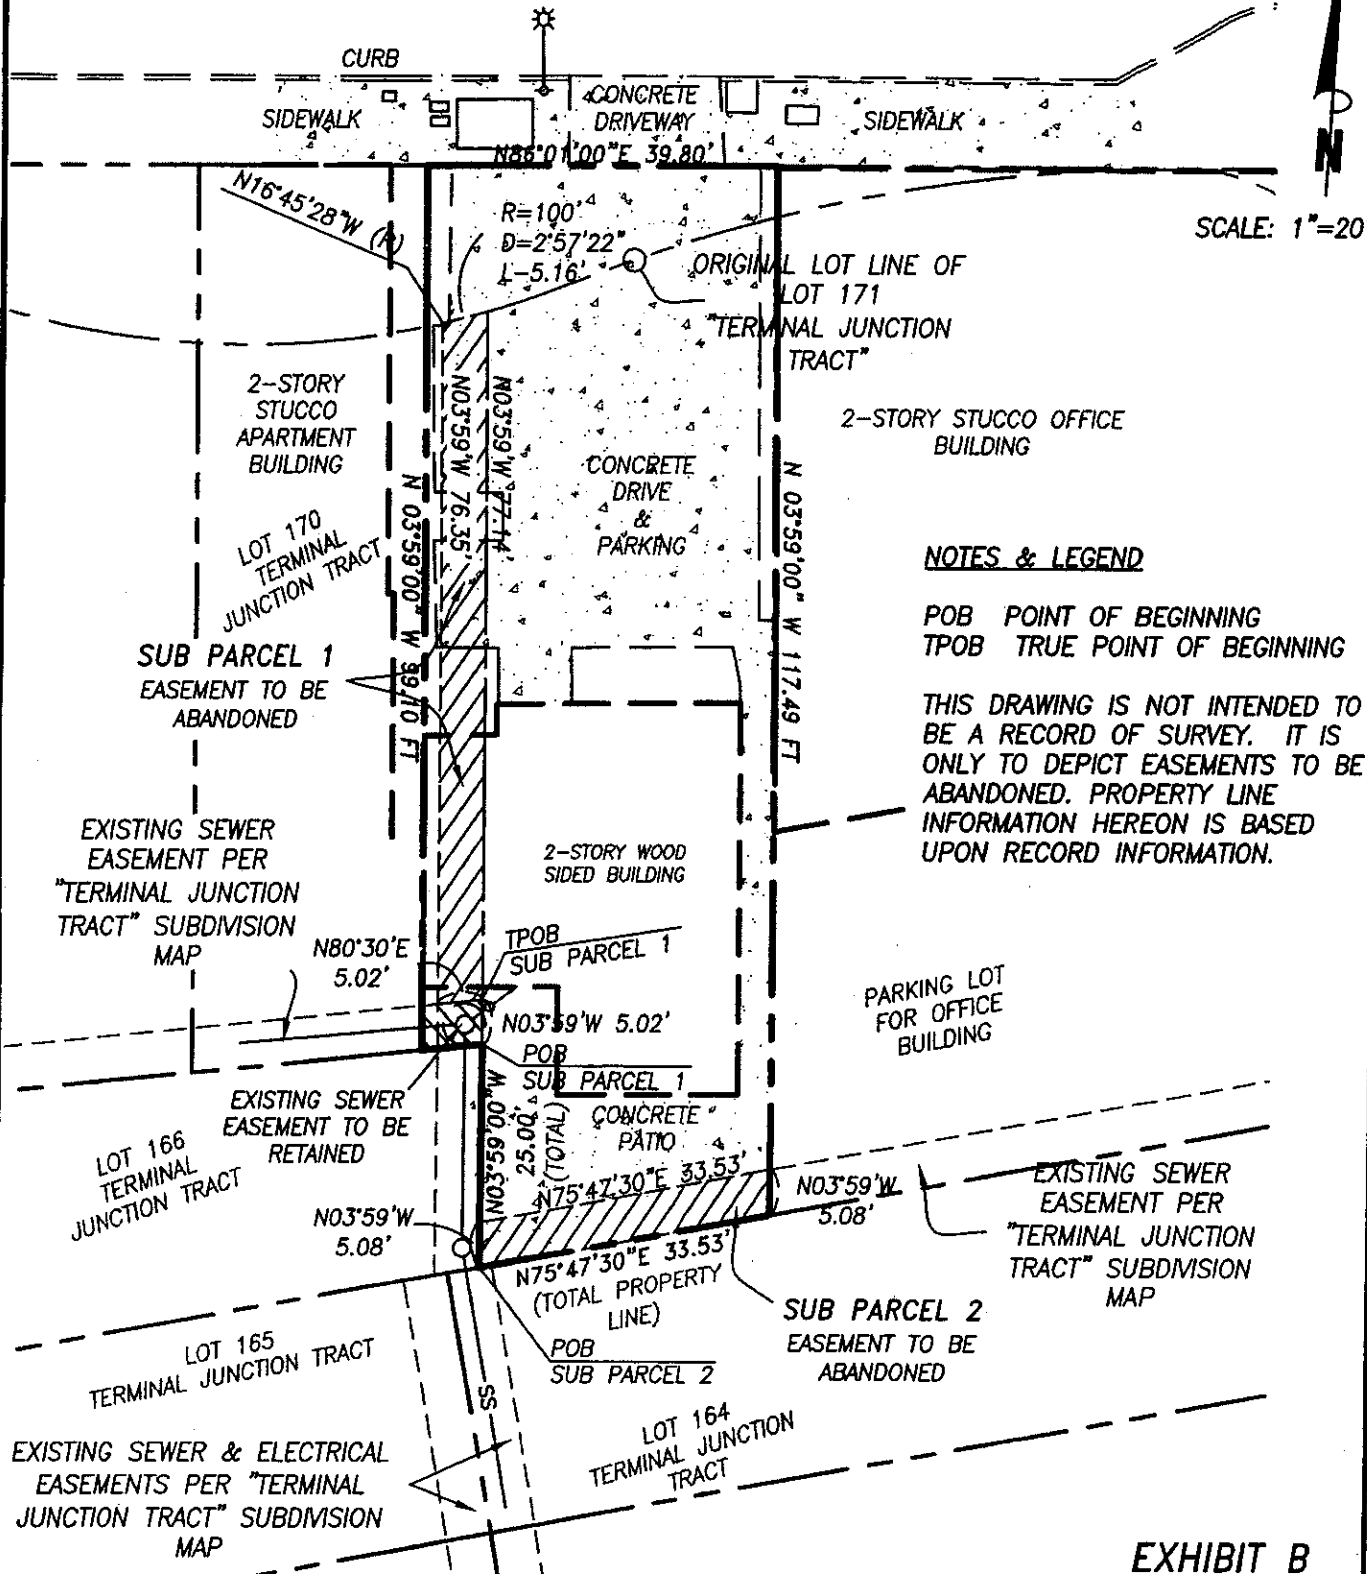 CURB
SIDEWALK
CONCRETE
DRIVEWAY
SIDEWALK
N86°01'00"E 39.80'
N
SCALE: 1"=20
N16°45'28"W (R)
R=100'
D=2°57'22"
L=5.16'
ORIGINAL LOT LINE OF
LOT 171
"TERMINAL JUNCTION
TRACT"
2-STORY
STUCCO
APARTMENT
BUILDING
2-STORY STUCCO OFFICE
BUILDING
N03°59'W 76.35'
N03°59'W 77.14'
CONCRETE
DRIVE
&
PARKING
N 03°59'00" W 99.10 FT
N 03°59'00" W 117.49 FT
LOT 170
TERMINAL
JUNCTION TRACT
NOTES & LEGEND
POB POINT OF BEGINNING
TPOB TRUE POINT OF BEGINNING
THIS DRAWING IS NOT INTENDED TO
BE A RECORD OF SURVEY. IT IS
ONLY TO DEPICT EASEMENTS TO BE
ABANDONED. PROPERTY LINE
INFORMATION HEREON IS BASED
UPON RECORD INFORMATION.
SUB PARCEL 1
EASEMENT TO BE
ABANDONED
EXISTING SEWER
EASEMENT PER
"TERMINAL JUNCTION
TRACT" SUBDIVISION
MAP
2-STORY WOOD
SIDED BUILDING
N80°30'E
5.02'
TPOB
SUB PARCEL 1
N03°59'W 5.02'
POB
SUB PARCEL 1
PARKING LOT
FOR OFFICE
BUILDING
EXISTING SEWER
EASEMENT TO BE
RETAINED
N03°59'00"W
25.00'
(TOTAL)
CONCRETE
PATIO
LOT 166
TERMINAL
JUNCTION TRACT
N75°47'30"E 33.53'
N03°59'W
5.08'
N03°59'W
5.08'
EXISTING SEWER
EASEMENT PER
"TERMINAL JUNCTION
TRACT" SUBDIVISION
MAP
N75°47'30"E 33.53'
(TOTAL PROPERTY
LINE)
SUB PARCEL 2
EASEMENT TO BE
ABANDONED
POB
SUB PARCEL 2
LOT 165
TERMINAL JUNCTION TRACT
SS
LOT 164
TERMINAL JUNCTION
TRACT
EXISTING SEWER & ELECTRICAL
EASEMENTS PER "TERMINAL
JUNCTION TRACT" SUBDIVISION
MAP
EXHIBIT B